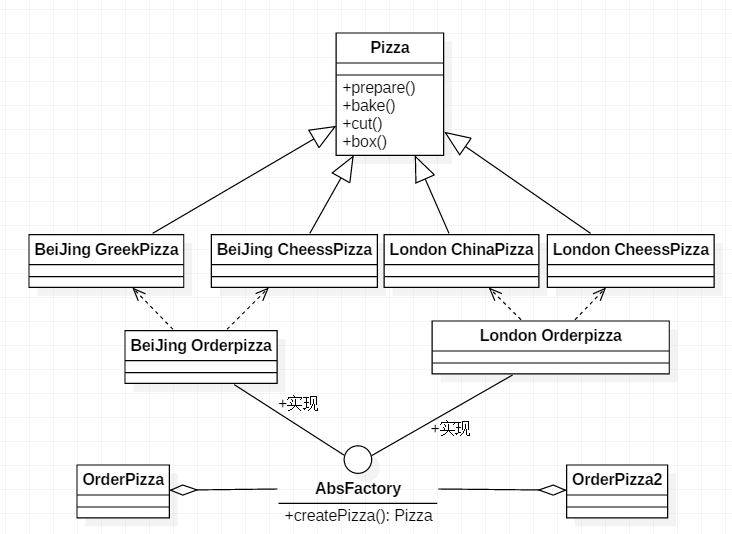 Pizza
+prepare()
+bake()
+cut()
+box()
BeiJing GreekPizza
BeiJing CheessPizza
London ChinaPizza
London CheessPizza
BeiJing Orderpizza
London Orderpizza
+实现
+实现
OrderPizza
AbsFactory
+createPizza(): Pizza
OrderPizza2